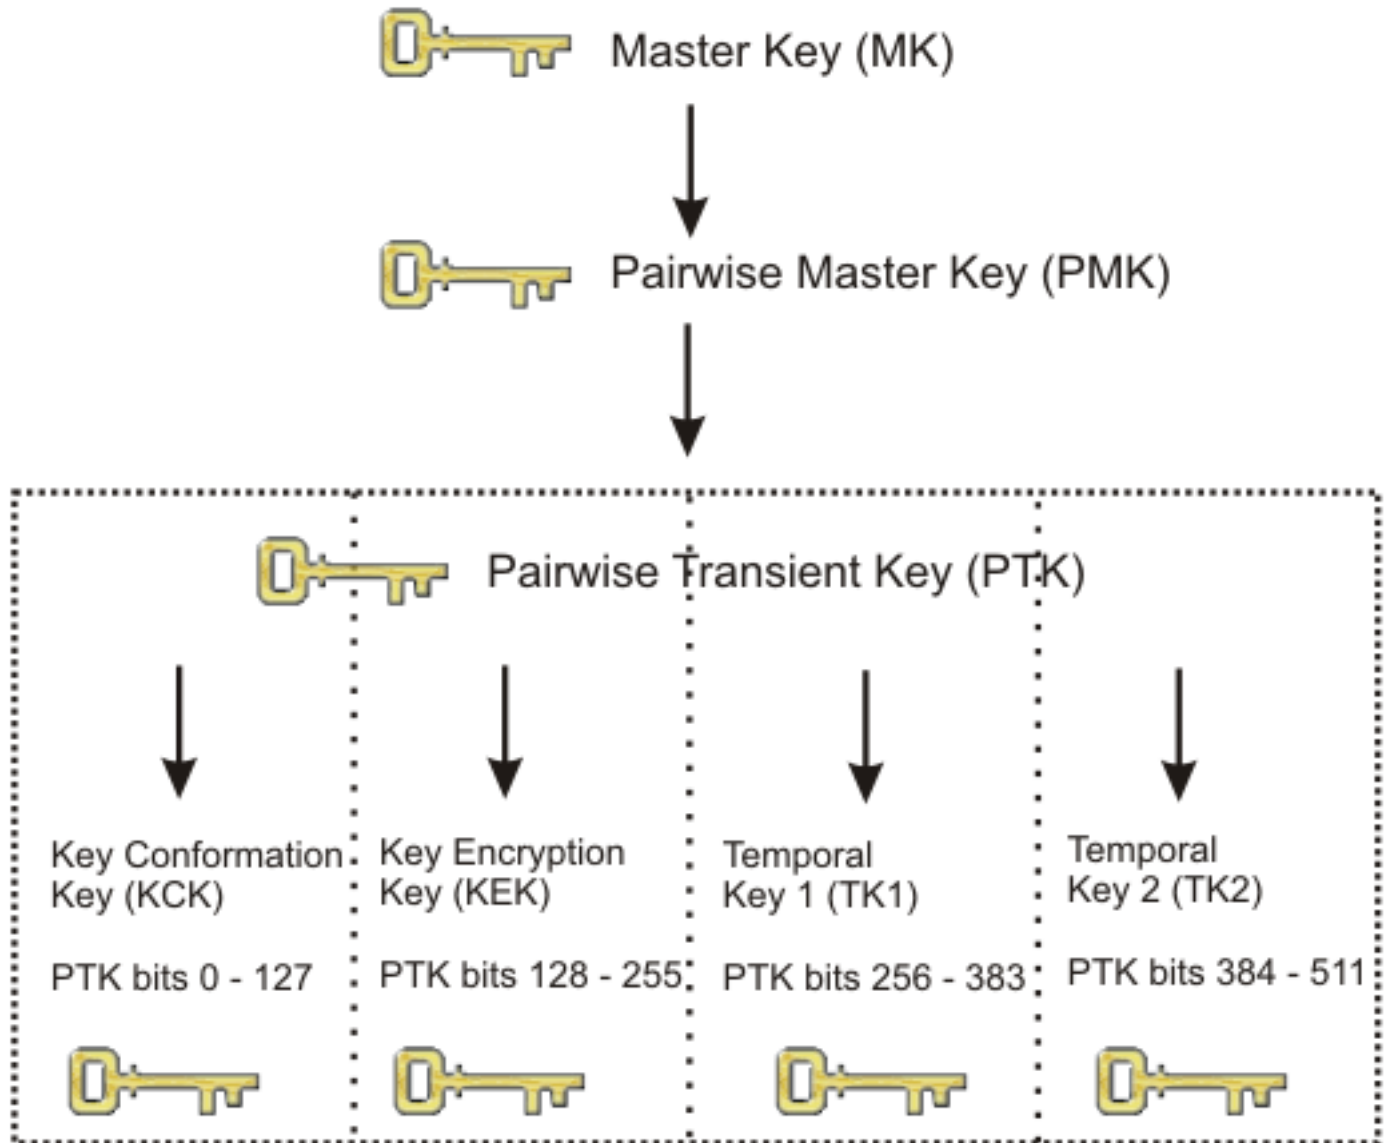 Master Key (MK)
Pairwise Master Key (PMK)
Pairwise Transient Key (PTK)
Key Conformation
Key (KCK)
PTK bits 0 - 127
Key Encryption
Key (KEK)
PTK bits 128 - 255
Temporal
Key 1 (TK1)
PTK bits 256 - 383
Temporal
Key 2 (TK2)
PTK bits 384 - 511